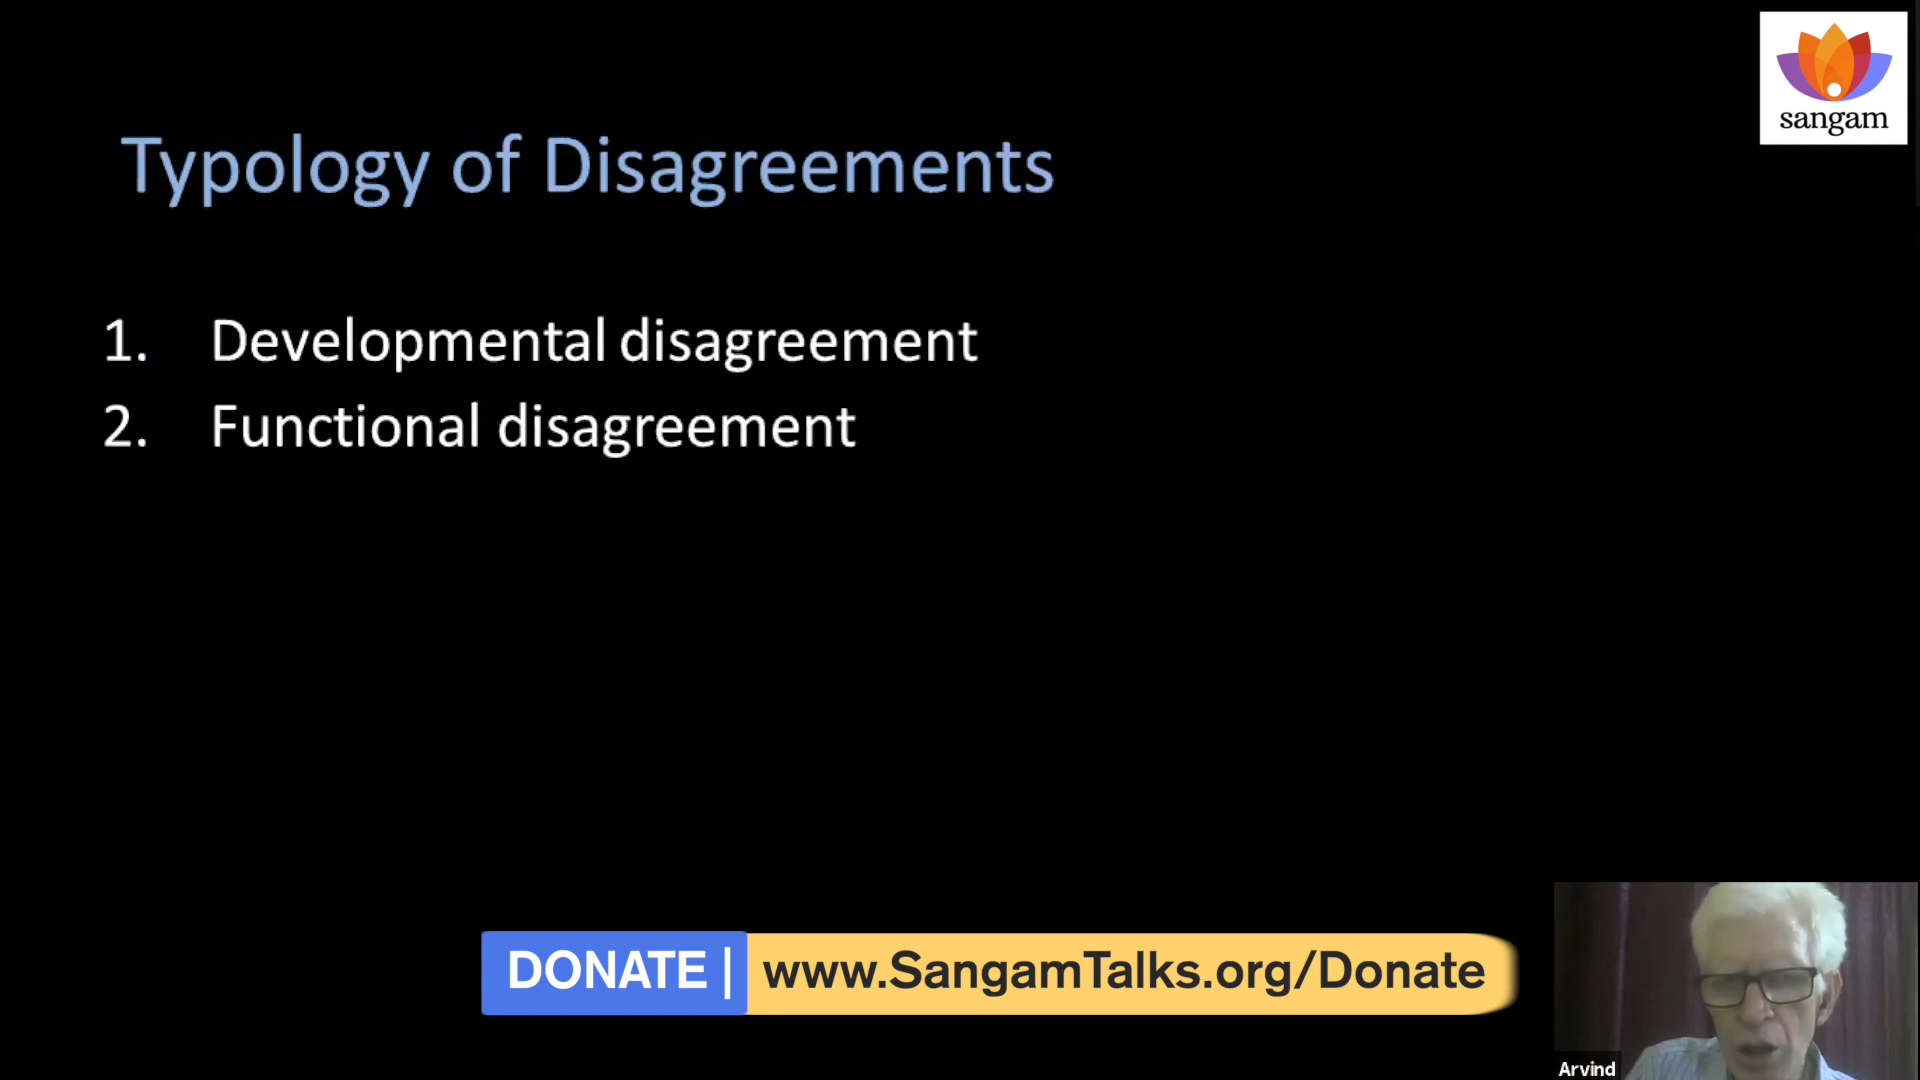 sangam
Typology of Disagreements
1. Developmental disagreement
2. Functional disagreement
DONATE | www.SangamTalks.org/Donate
Arvind